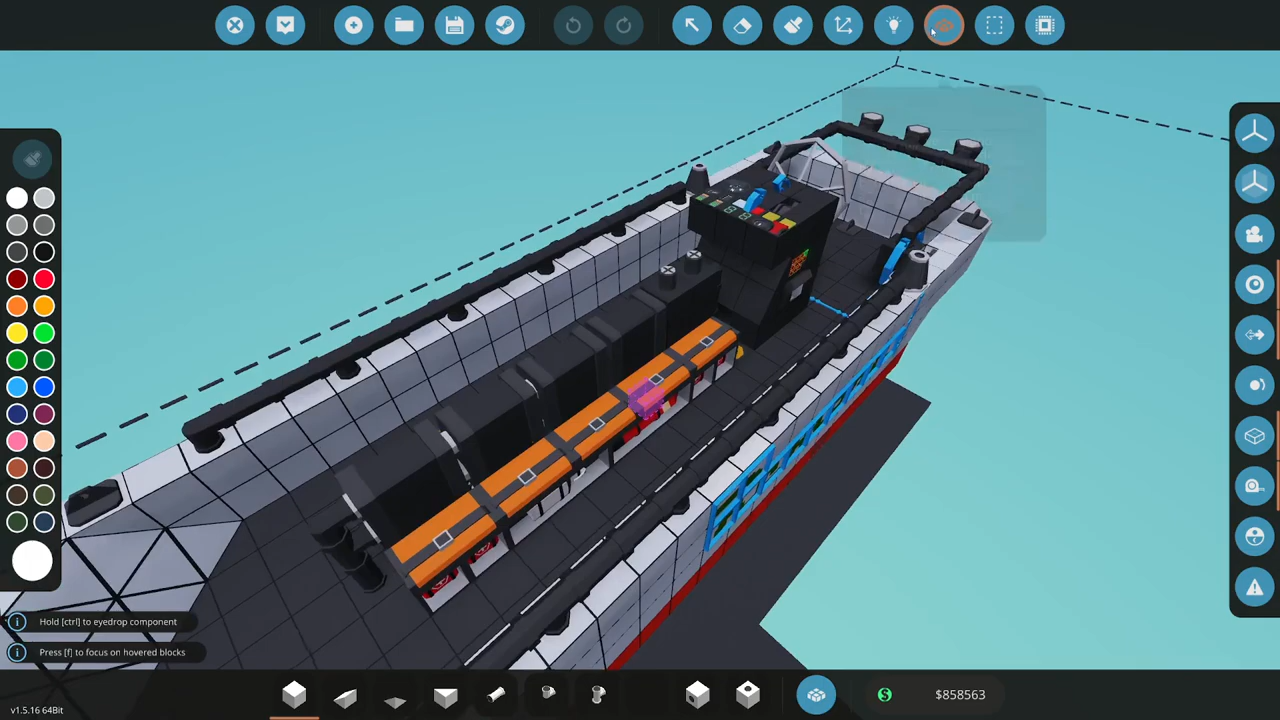 Hold [ctrl] to eyedrop component
Press [f] to focus on hovered blocks
$858563
v1.5.16 64Bit